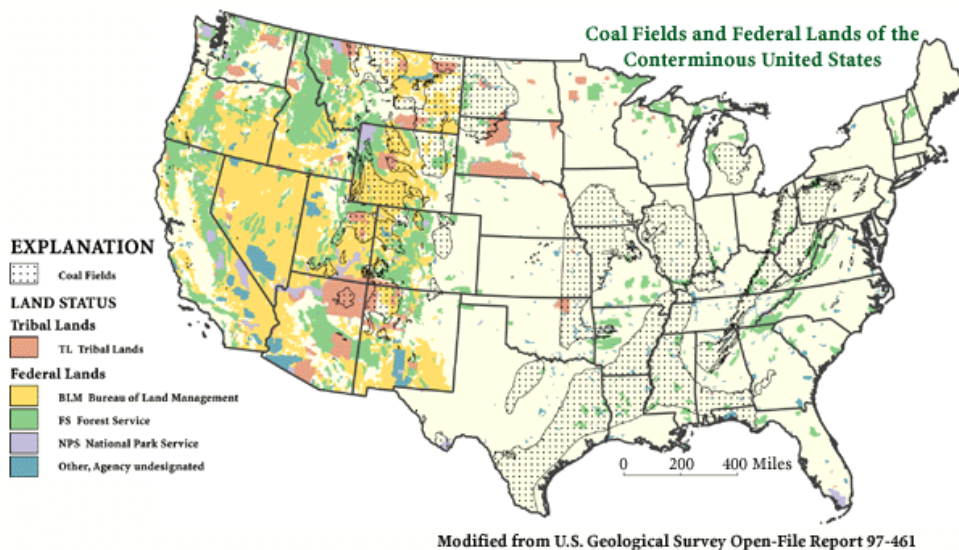 Coal Fields and Federal Lands of the
Conterminous United States
EXPLANATION
Coal Fields
LAND STATUS
Tribal Lands
TL Tribal Lands
Federal Lands
BLM Bureau of Land Management
FS Forest Service
NPS National Park Service
Other, Agency undesignated
0 200 400 Miles
Modified from U.S. Geological Survey Open-File Report 97-461